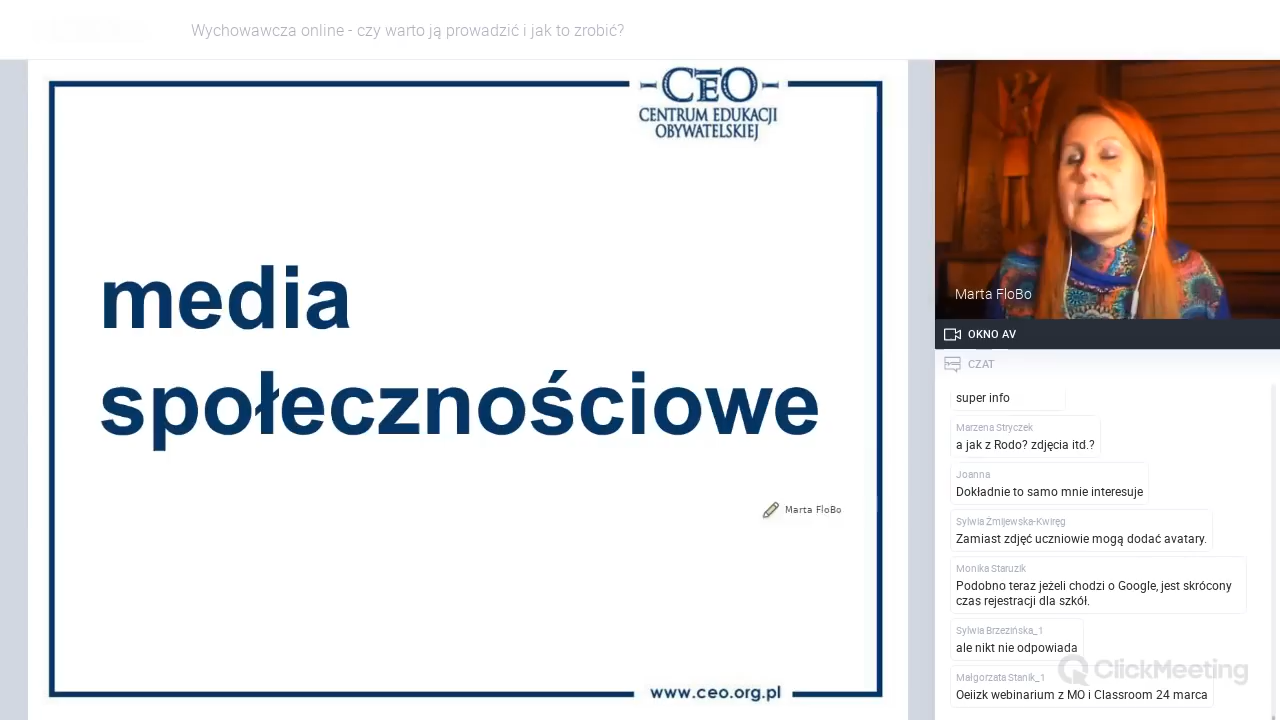 Wychowawcza online - czy warto ją prowadzić i jak to zrobić?
CEO
CENTRUM EDUKACJI
OBYWATELSKIEJ
media
społecznościowe
Marta FloBo
www.ceo.org.pl
Marta FloBo
OKNO AV
CZAT
super info
Marzena Stryczek
a jak z Rodo? zdjęcia itd.?
Joanna
Dokładnie to samo mnie interesuje
Sylwia Żmijewska-Kwiręg
Zamiast zdjęć uczniowie mogą dodać avatary.
Monika Staruzik
Podobno teraz jeżeli chodzi o Google, jest skrócony
czas rejestracji dla szkół.
Sylwia Brzezińska_1
ale nikt nie odpowiada
ClickMeeting
Małgorzata Stanik_1
Oeiizk webinarium z MO i Classroom 24 marca